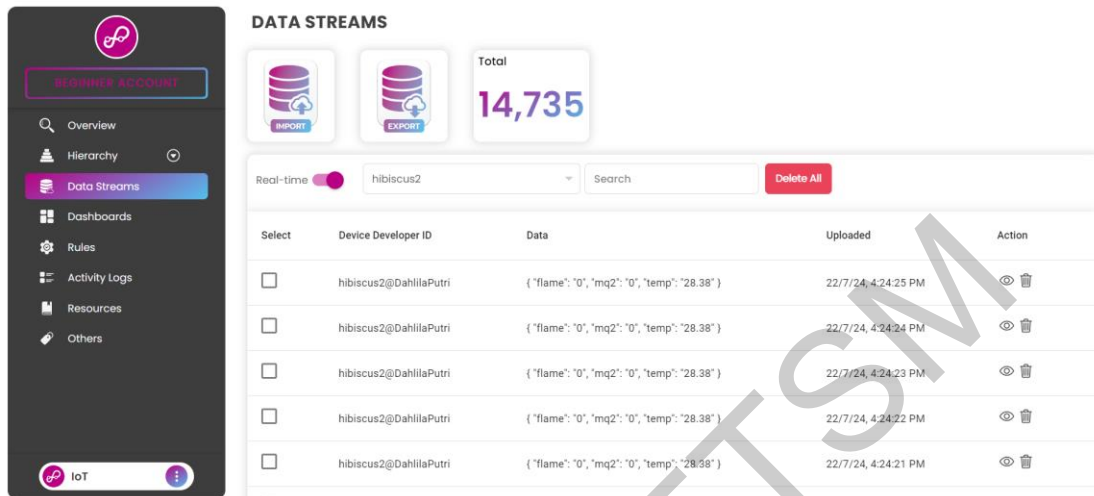 DATA STREAMS
BEGINNER ACCOUNT
Overview
Hierarchy
Data Streams
Dashboards
Rules
Activity Logs
Resources
Others
IoT
IMPORT
EXPORT
Total
14,735
Real-time hibiscus2 Search Delete All
Select Device Developer ID Data Uploaded Action
hibiscus2@DahlilaPutri { "flame": "0", "mq2": "0", "temp": "28.38" } 22/7/24, 4:24:25 PM
hibiscus2@DahlilaPutri { "flame": "0", "mq2": "0", "temp": "28.38" } 22/7/24, 4:24:24 PM
hibiscus2@DahlilaPutri { "flame": "0", "mq2": "0", "temp": "28.38" } 22/7/24, 4:24:23 PM
hibiscus2@DahlilaPutri { "flame": "0", "mq2": "0", "temp": "28.38" } 22/7/24, 4:24:22 PM
hibiscus2@DahlilaPutri { "flame": "0", "mq2": "0", "temp": "28.38" } 22/7/24, 4:24:21 PM
FTSM